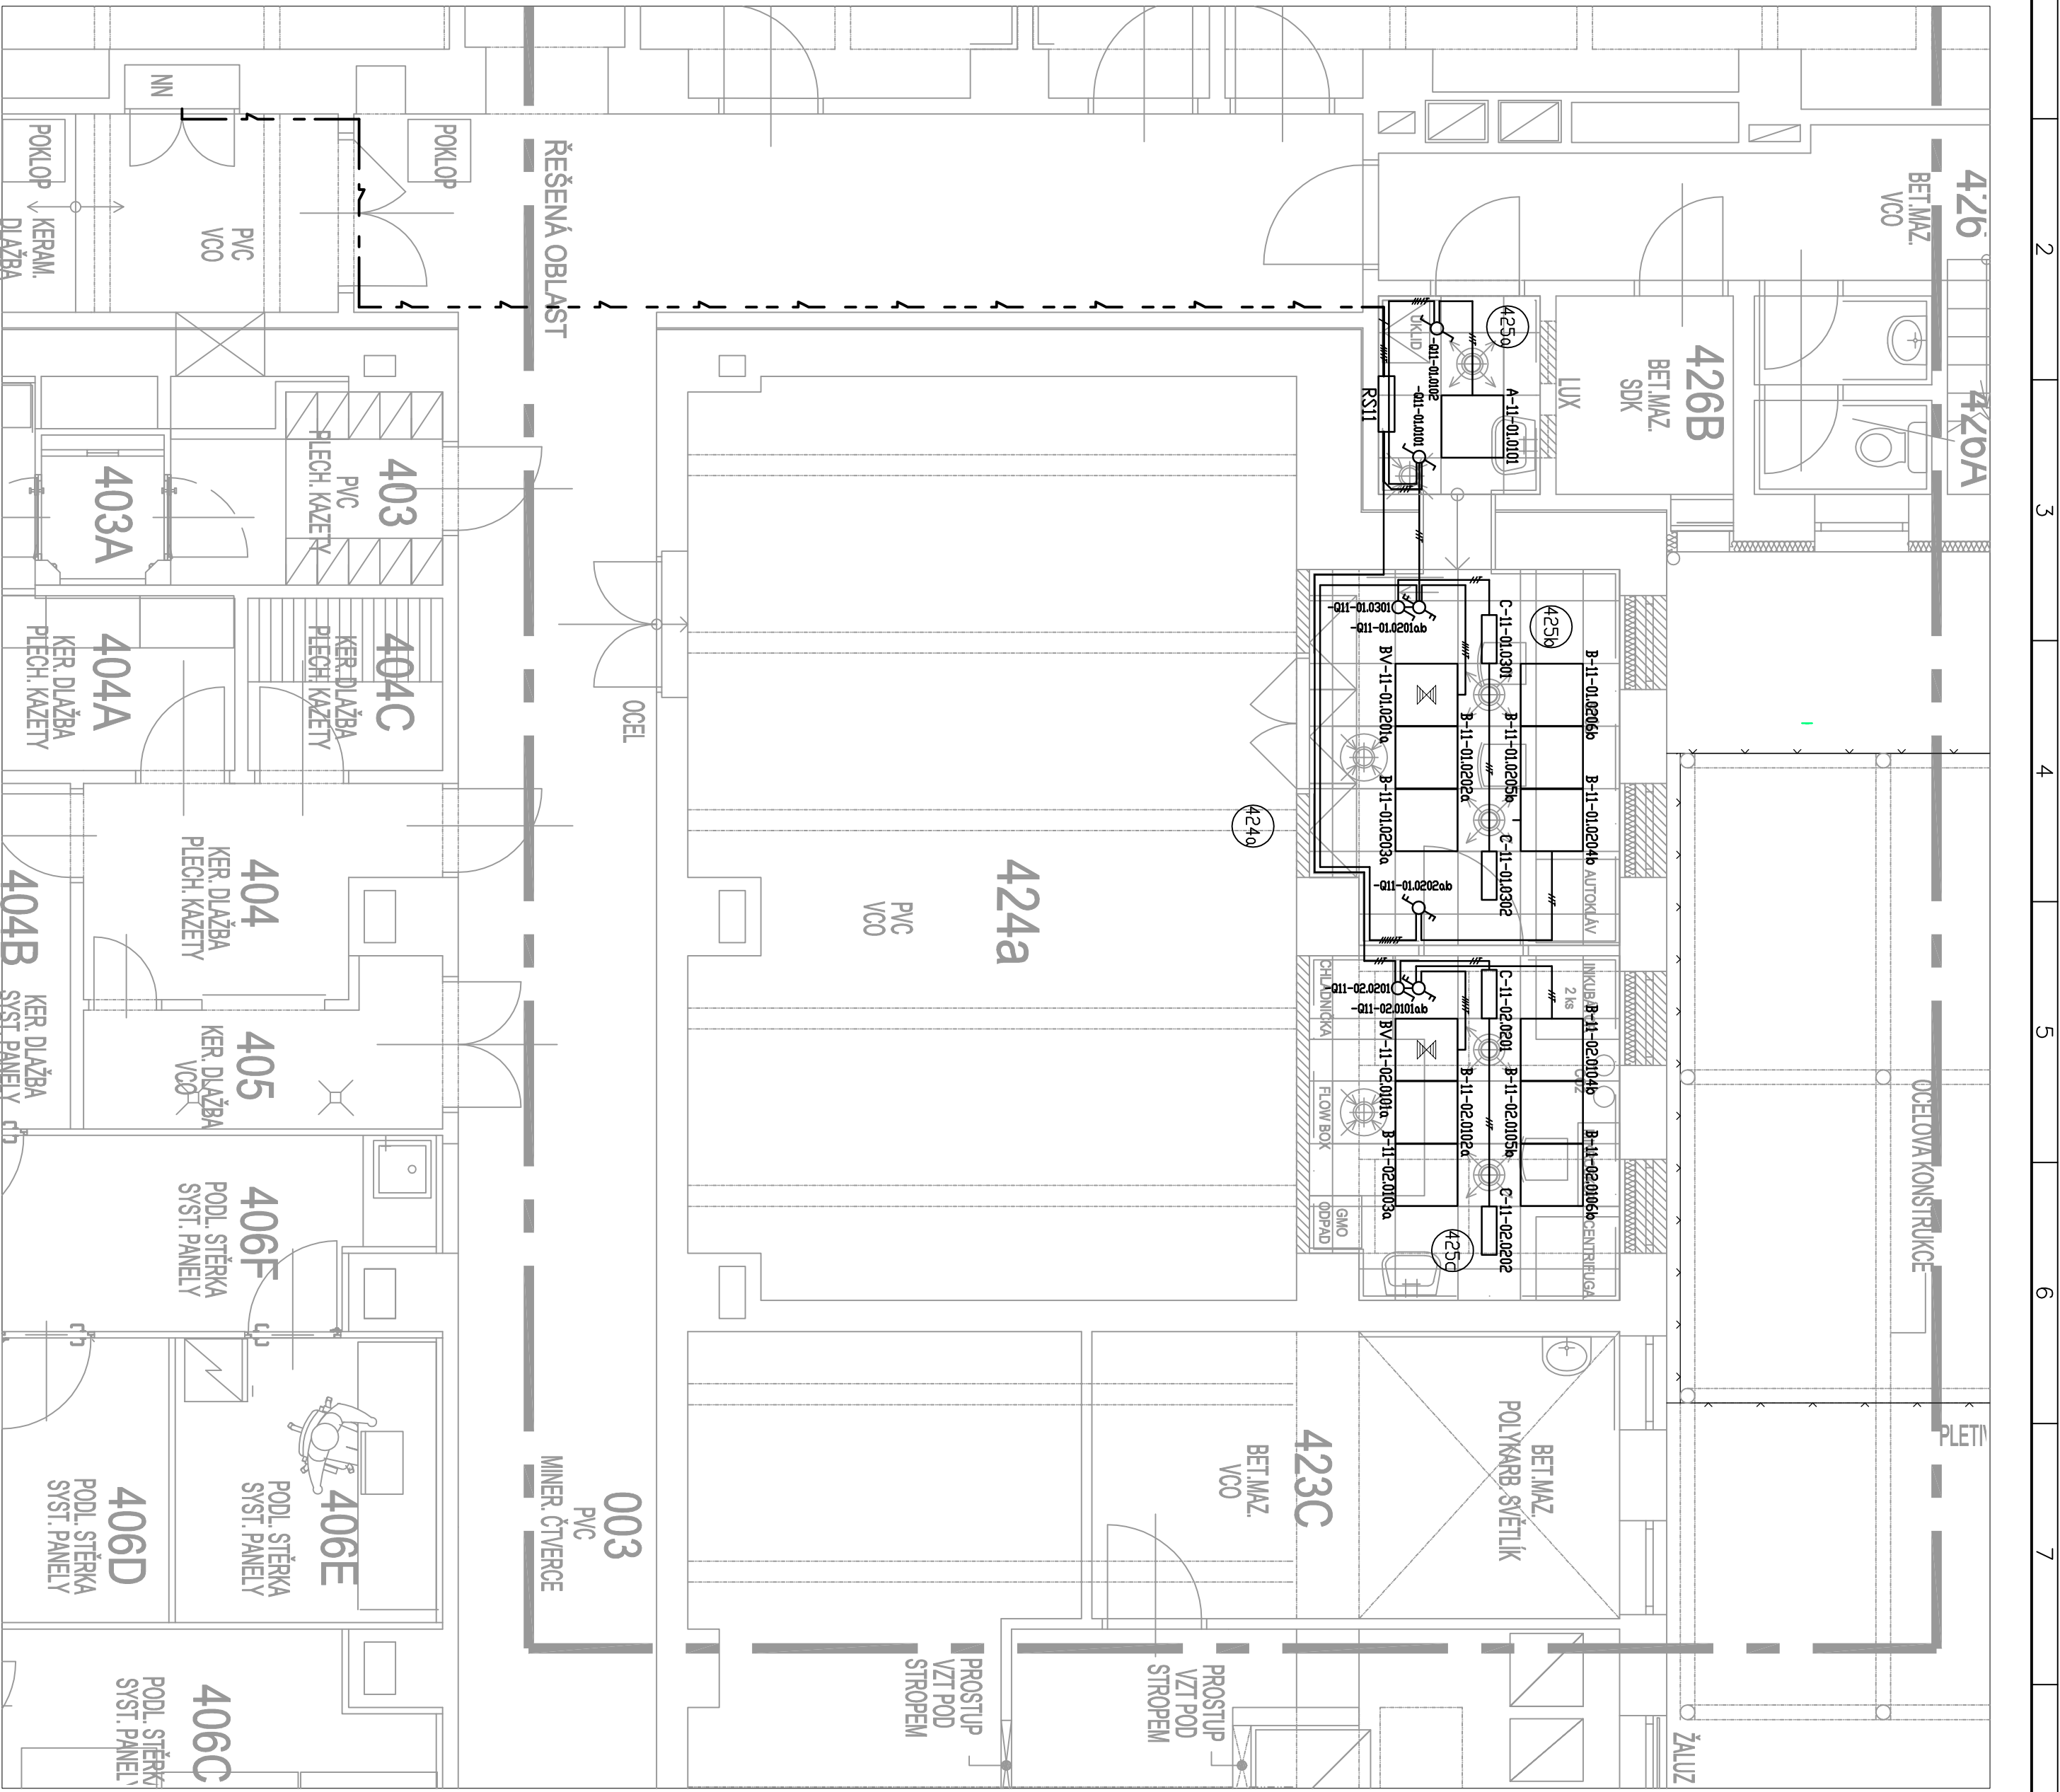 2
3
4
5
6
7
NN
POKLOP
POKLOP
KERAM.
DLAŽBA
PVC
VCO
ŘEŠENÁ OBLAST
BET.MAZ.
VCO
426A
426B
BET.MAZ.
SDK
LUX
ÚKLID
425a
-Q11-01.0102
-Q11-01.0101
A-11-01.0101
RS11
403
PVC
PLECH. KAZETY
403A
404A
KER. DLAŽBA
PLECH. KAZETY
404C
KER. DLAŽBA
PLECH. KAZETY
OCEL
404
KER. DLAŽBA
PLECH. KAZETY
404B
KER. DLAŽBA
SYST. PANELY
405
KER. DLAŽBA
VCO
424a
PVC
VCO
424a
425b
-Q11-01.0301
-Q11-01.0201ab
C-11-01.0301
B-11-01.0206b
BV-11-01.0201a
B-11-01.0202a
B-11-01.0205b
B-11-01.0203a
B-11-01.0204b
C-11-01.0302
-Q11-01.0202ab
AUTOKLÁV
CHLADNIČKA
2 ks
-Q11-02.0201
-Q11-02.0101ab
C-11-02.0201
B-11-02.0104b
CO2
BV-11-02.0101a
B-11-02.0102a
B-11-02.0105b
B-11-02.0103a
B-11-02.0106b
C-11-02.0202
FLOW BOX
GMO
ODPAD
CENTRIFUGA
425c
OCELOVÁ KONSTRUKCE
406F
PODL. STĚRKA
SYST. PANELY
406E
PODL. STĚRKA
SYST. PANELY
406D
PODL. STĚRKA
SYST. PANELY
406C
003
PVC
MINER. ČTVERCE
423C
BET.MAZ.
VCO
BET.MAZ.
POLYKARB. SVĚTLÍK
PROSTUP
VZT POD
STROPEM
PROSTUP
VZT POD
STROPEM